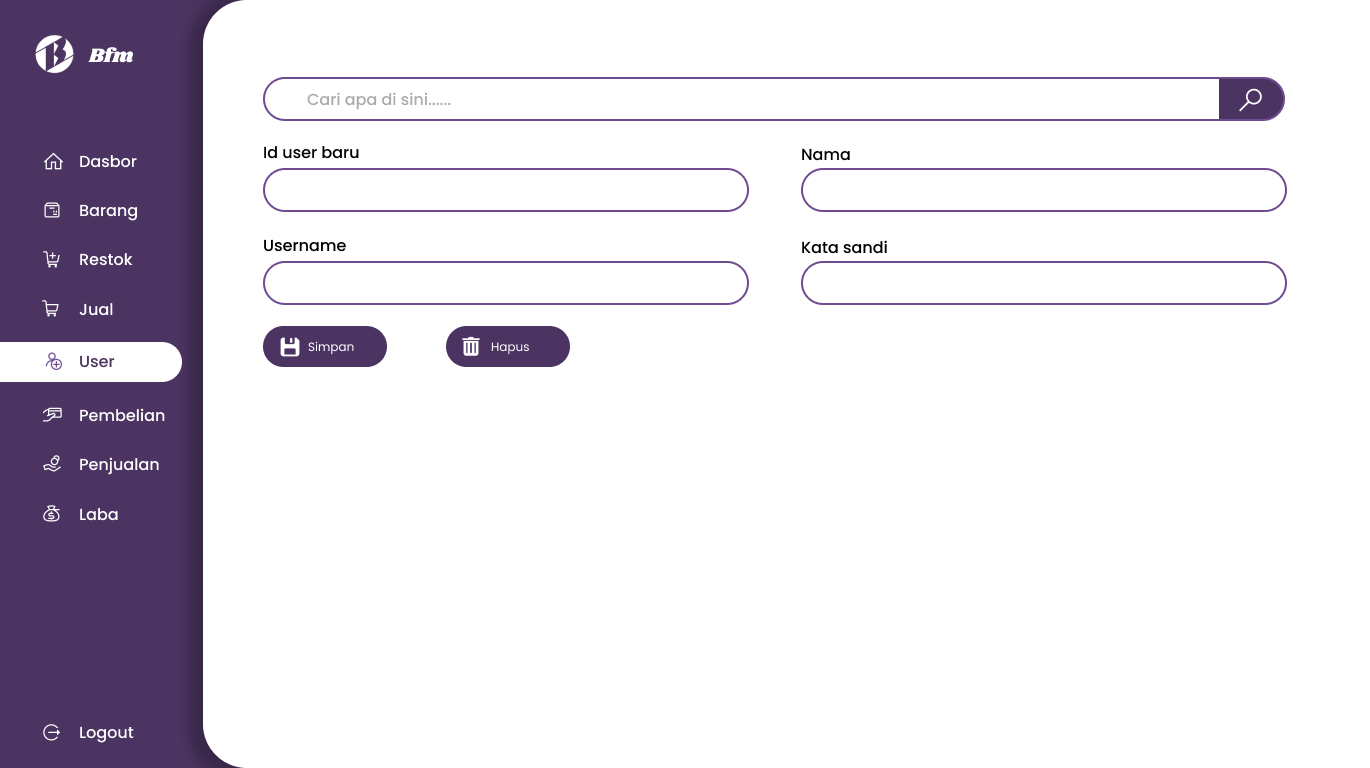 Bfm
Dasbor
Barang
Restok
Jual
User
Pembelian
Penjualan
Laba
Logout
Cari apa di sini......
Id user baru
Nama
Username
Kata sandi
Simpan
Hapus